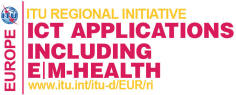 EUROPE
ITU REGIONAL INITIATIVE
ICT APPLICATIONS
INCLUDING
E|M-HEALTH
www.itu.int/itu-d/EUR/ri